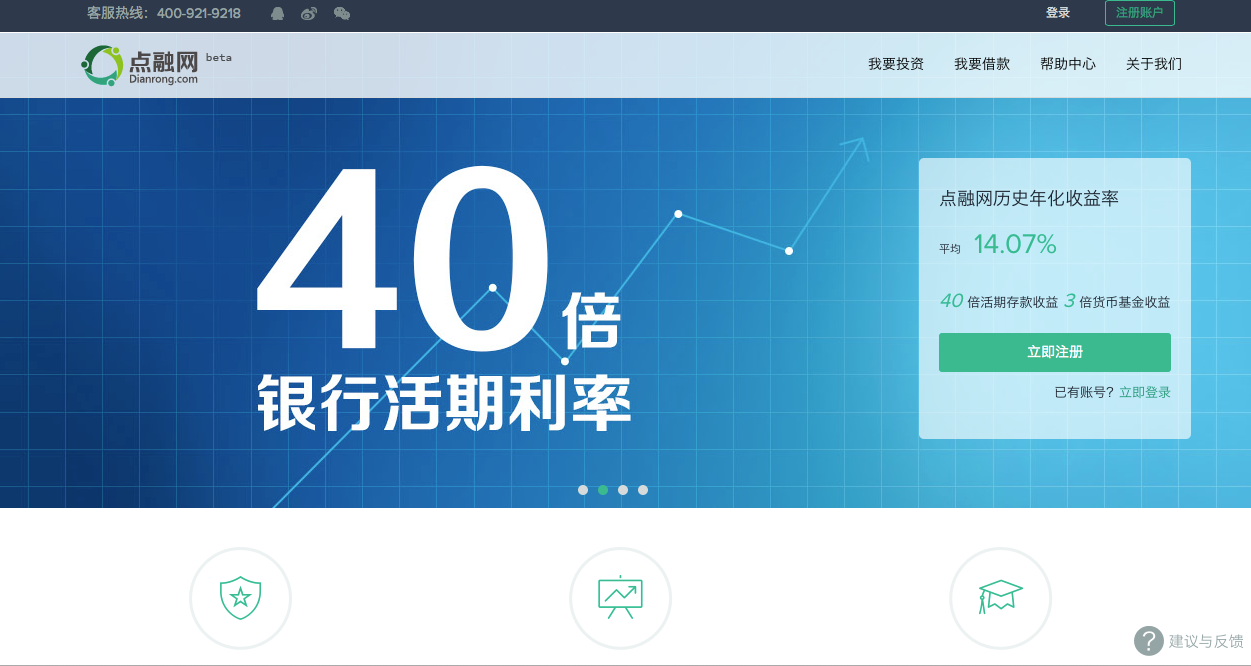 客服热线：400-921-9218
登录
注册账户
点融网 beta
Dianrong.com
我要投资
我要借款
帮助中心
关于我们
40倍
银行活期利率
点融网历史年化收益率
平均 14.07%
40 倍活期存款收益 3 倍货币基金收益
立即注册
已有账号？立即登录
? 建议与反馈